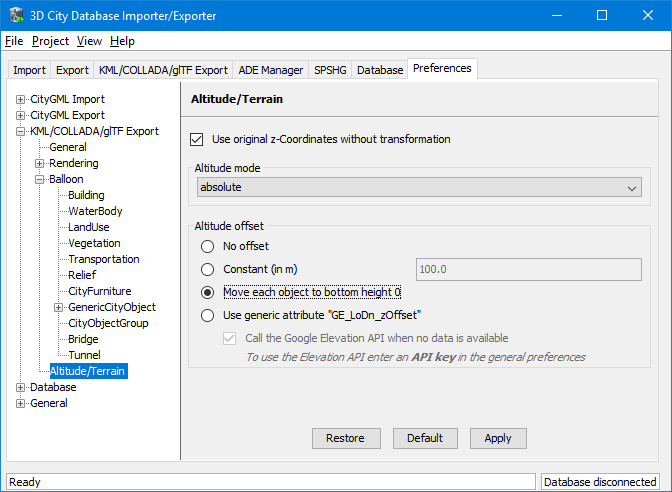 3D City Database Importer/Exporter
File Project View Help
Import Export KML/COLLADA/glTF Export ADE Manager SPSHG Database Preferences
CityGML Import
CityGML Export
KML/COLLADA/glTF Export
General
Rendering
Balloon
Building
WaterBody
LandUse
Vegetation
Transportation
Relief
CityFurniture
GenericCityObject
CityObjectGroup
Bridge
Tunnel
Altitude/Terrain
Database
General
Altitude/Terrain
Use original z-Coordinates without transformation
Altitude mode
absolute
Altitude offset
No offset
Constant (in m) 100.0
Move each object to bottom height 0
Use generic attribute "GE_LoDn_zOffset"
Call the Google Elevation API when no data is available
To use the Elevation API enter an API key in the general preferences
Restore Default Apply
Ready Database disconnected